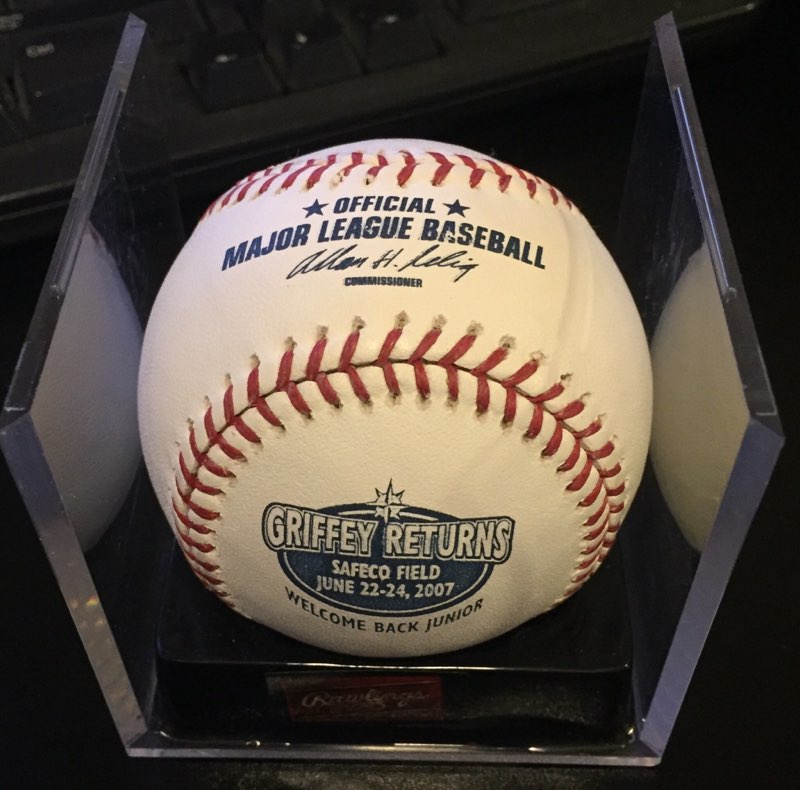 OFFICIAL
MAJOR LEAGUE BASEBALL
Allan H. Selig
COMMISSIONER
GRIFFEY RETURNS
SAFECO FIELD
JUNE 22-24, 2007
WELCOME BACK JUNIOR
Rawlings